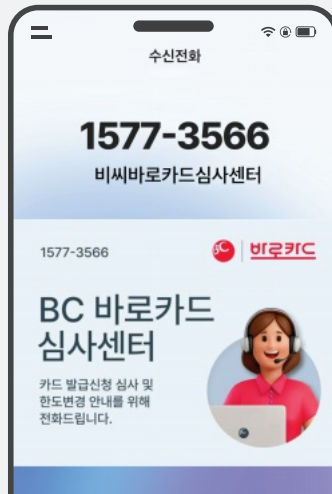 수신전화
1577-3566
비씨바로카드심사센터
1577-3566
BC 바로카드
BC 바로카드
심사센터
카드 발급신청 심사 및
한도변경 안내를 위해
전화드립니다.